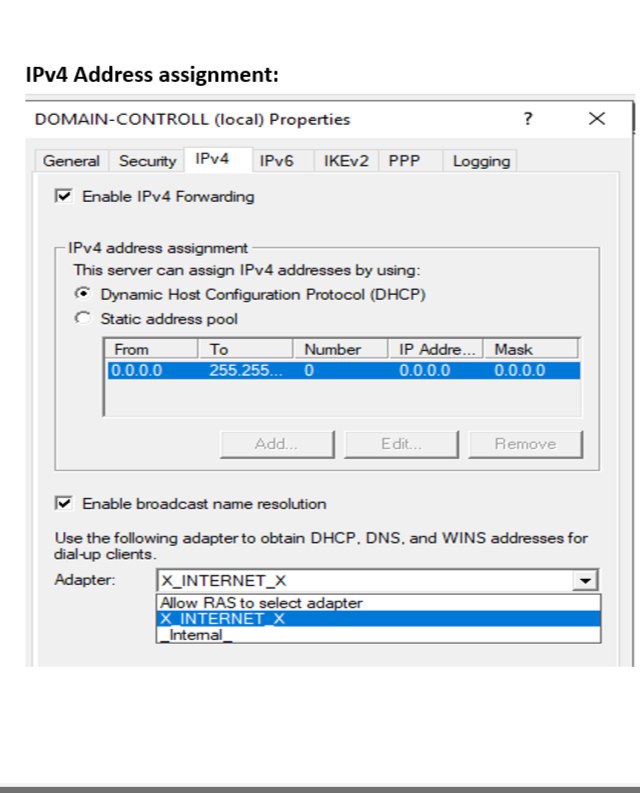 IPv4 Address assignment:
DOMAIN-CONTROLL (local) Properties ? X
General Security IPv4 IPv6 IKEv2 PPP Logging
Enable IPv4 Forwarding
IPv4 address assignment
This server can assign IPv4 addresses by using:
Dynamic Host Configuration Protocol (DHCP)
Static address pool
From To Number IP Addre... Mask
0.0.0.0 255.255... 0 0.0.0.0 0.0.0.0
Add... Edit... Remove
Enable broadcast name resolution
Use the following adapter to obtain DHCP, DNS, and WINS addresses for
dial-up clients.
Adapter: X_INTERNET_X
Allow RAS to select adapter
X_INTERNET_X
_Internal_